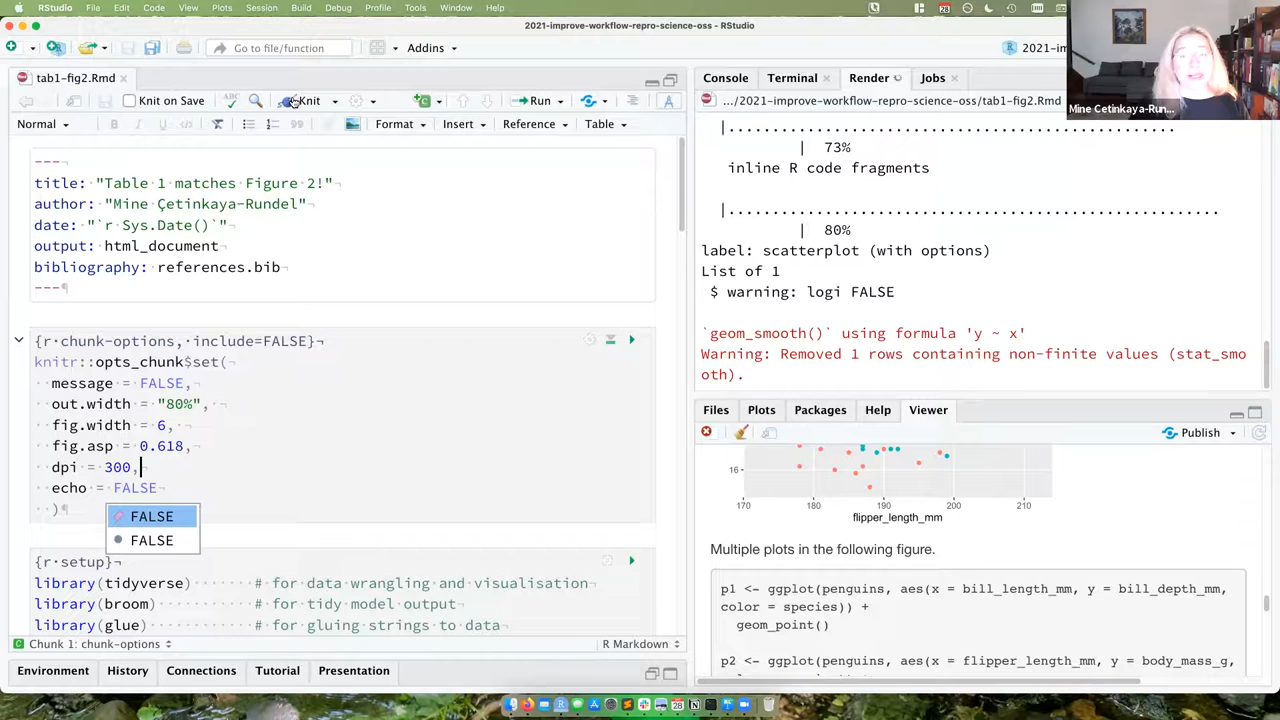 RStudio File Edit Code View Plots Session Build Debug Profile Tools Window Help
2021-improve-workflow-repro-science-oss - RStudio
Go to file/function Addins 2021-im
tab1-fig2.Rmd
Knit on Save Knit Run
Normal Format Insert Reference Table
---
title: "Table 1 matches Figure 2!"
author: "Mine Çetinkaya-Rundel"
date: "`r Sys.Date()`"
output: html_document
bibliography: references.bib
---
{r chunk-options, include=FALSE}
knitr::opts_chunk$set(
message = FALSE,
out.width = "80%",
fig.width = 6,
fig.asp = 0.618,
dpi = 300,
echo = FALSE
)
FALSE
FALSE
{r setup}
library(tidyverse) # for data wrangling and visualisation
library(broom) # for tidy model output
library(glue) # for gluing strings to data
Chunk 1: chunk-options R Markdown
Environment History Connections Tutorial Presentation
Console Terminal Render Jobs
.../2021-improve-workflow-repro-science-oss/tab1-fig2.Rmd
|......................................................
| 73%
inline R code fragments
|...........................................................
| 80%
label: scatterplot (with options)
List of 1
$ warning: logi FALSE
`geom_smooth()` using formula 'y ~ x'
Warning: Removed 1 rows containing non-finite values (stat_smo
oth).
Files Plots Packages Help Viewer
Publish
16
170 180 190 200 210
flipper_length_mm
Multiple plots in the following figure.
p1 <- ggplot(penguins, aes(x = bill_length_mm, y = bill_depth_mm,
color = species)) +
geom_point()
p2 <- ggplot(penguins, aes(x = flipper_length_mm, y = body_mass_g,
Mine Cetinkaya-Run...
28
28